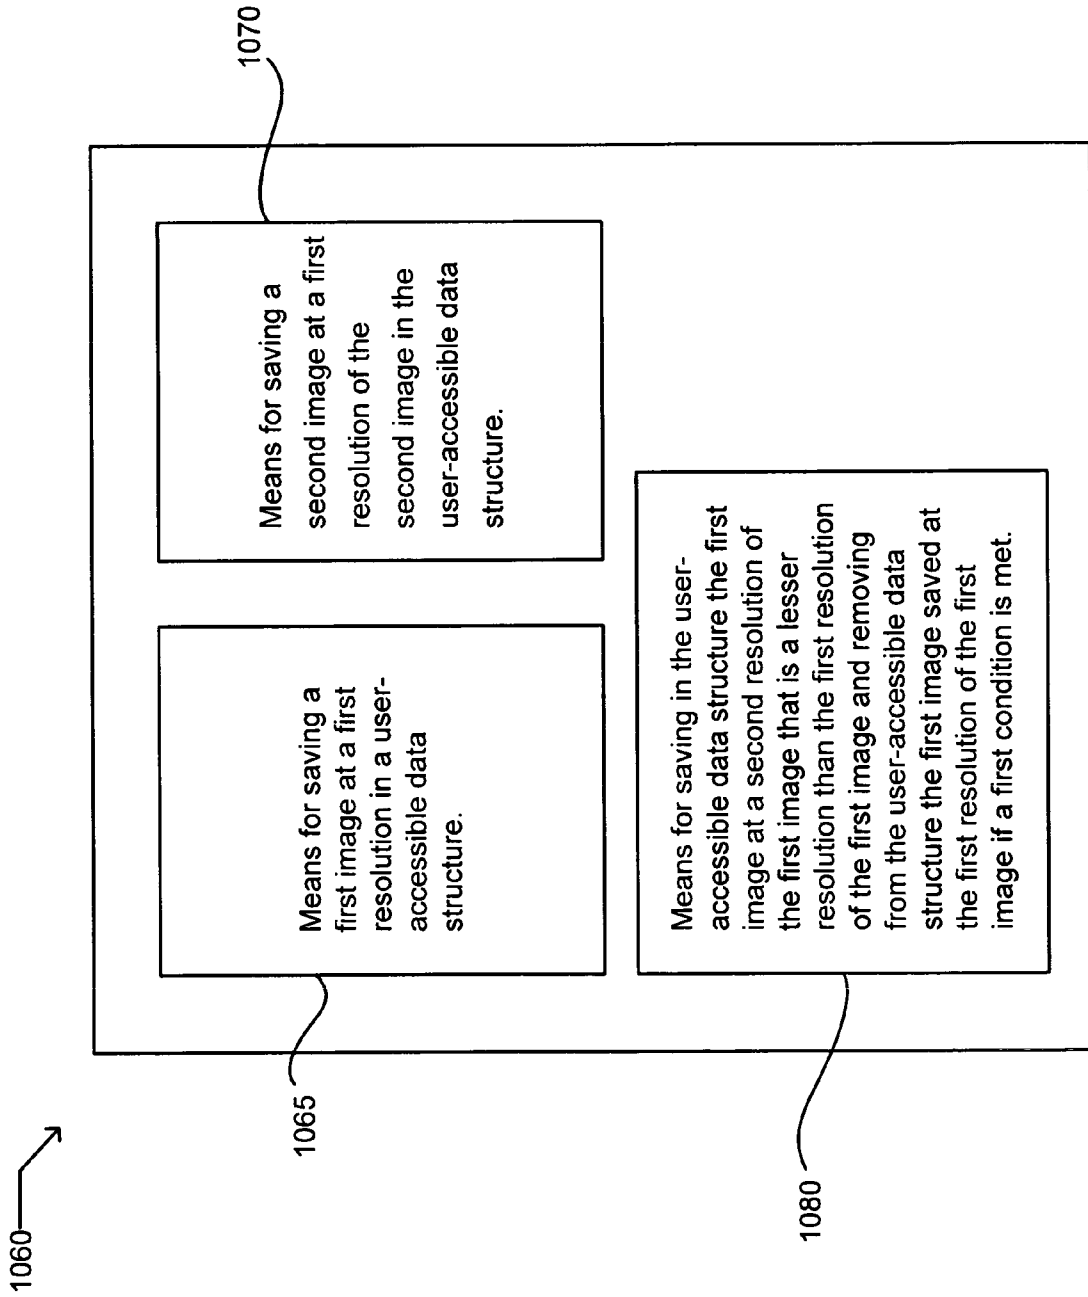 1060
1065
Means for saving a
first image at a first
resolution in a user-
accessible data
structure.
1070
Means for saving a
second image at a first
resolution of the
second image in the
user-accessible data
structure.
1080
Means for saving in the user-
accessible data structure the first
image at a second resolution of
the first image that is a lesser
resolution than the first resolution
of the first image and removing
from the user-accessible data
structure the first image saved at
the first resolution of the first
image if a first condition is met.